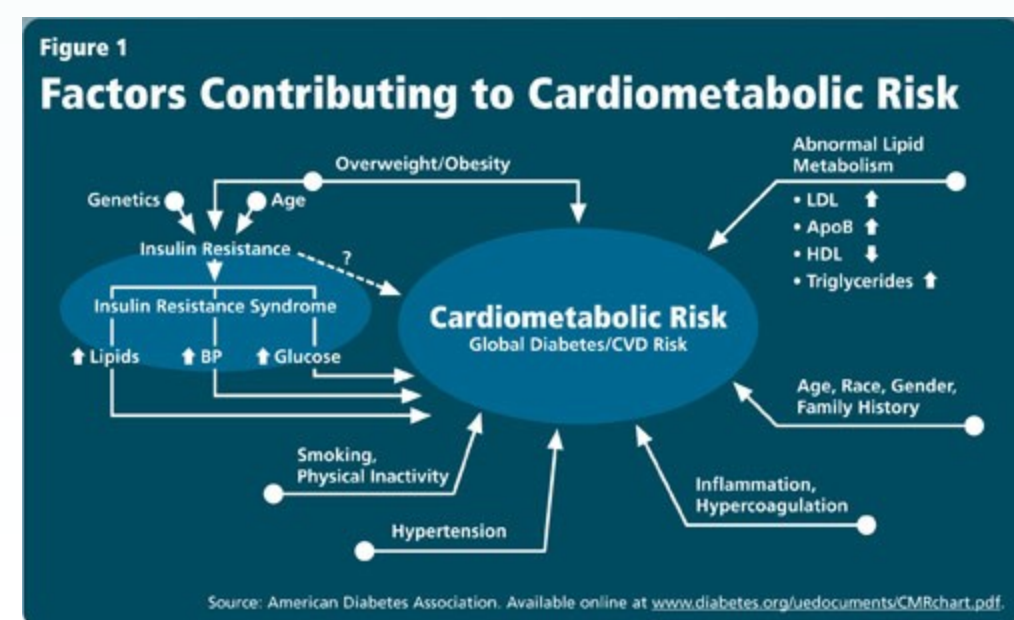 Figure 1
Factors Contributing to Cardiometabolic Risk
Overweight/Obesity
Abnormal Lipid
Metabolism
• LDL ⬆
• ApoB ⬆
• HDL ⬇
• Triglycerides ⬆
Genetics
Age
Insulin Resistance
?
Insulin Resistance Syndrome
⬆ Lipids
⬆ BP
⬆ Glucose
Cardiometabolic Risk
Global Diabetes/CVD Risk
Age, Race, Gender,
Family History
Smoking,
Physical Inactivity
Inflammation,
Hypercoagulation
Hypertension
Source: American Diabetes Association. Available online at www.diabetes.org/uedocuments/CMRchart.pdf.